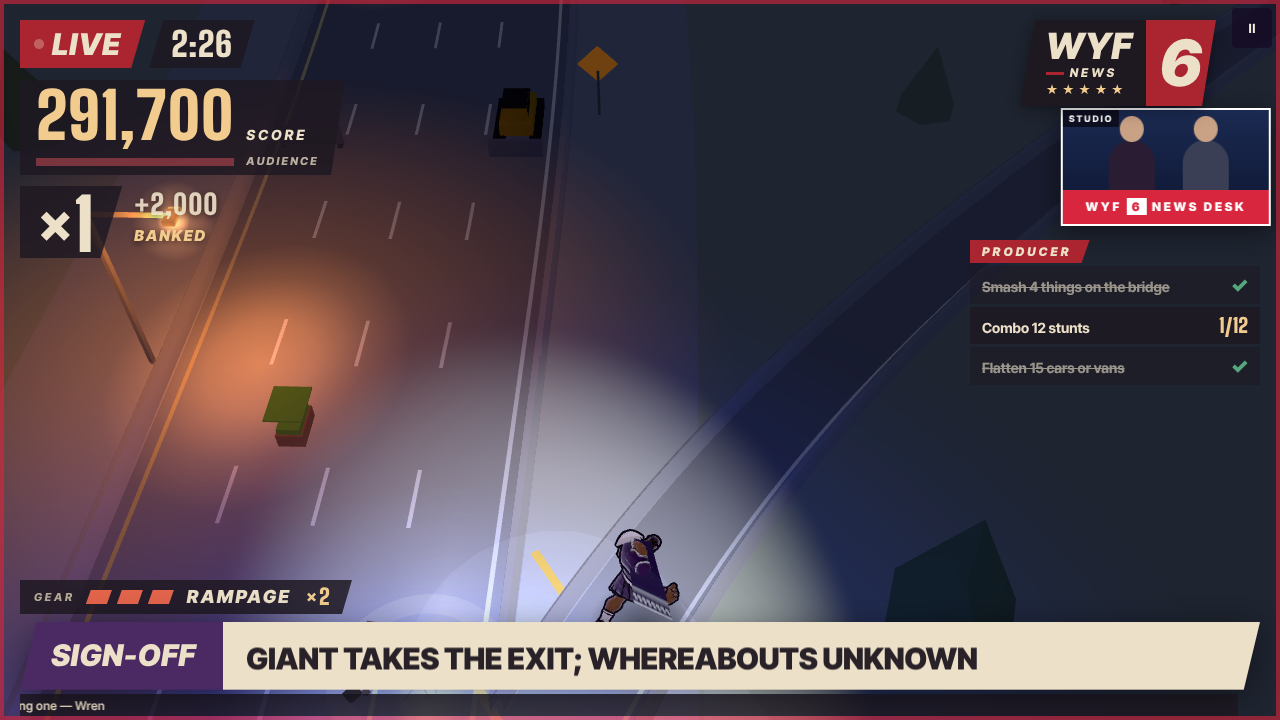 LIVE
2:26
291,700 SCORE
AUDIENCE
×1
+2,000
BANKED
WYF
NEWS
★★★★★
6
STUDIO
WYF 6 NEWS DESK
PRODUCER
Smash 4 things on the bridge
Combo 12 stunts 1/12
Flatten 15 cars or vans
GEAR RAMPAGE ×2
SIGN-OFF
GIANT TAKES THE EXIT; WHEREABOUTS UNKNOWN
ng one — Wren